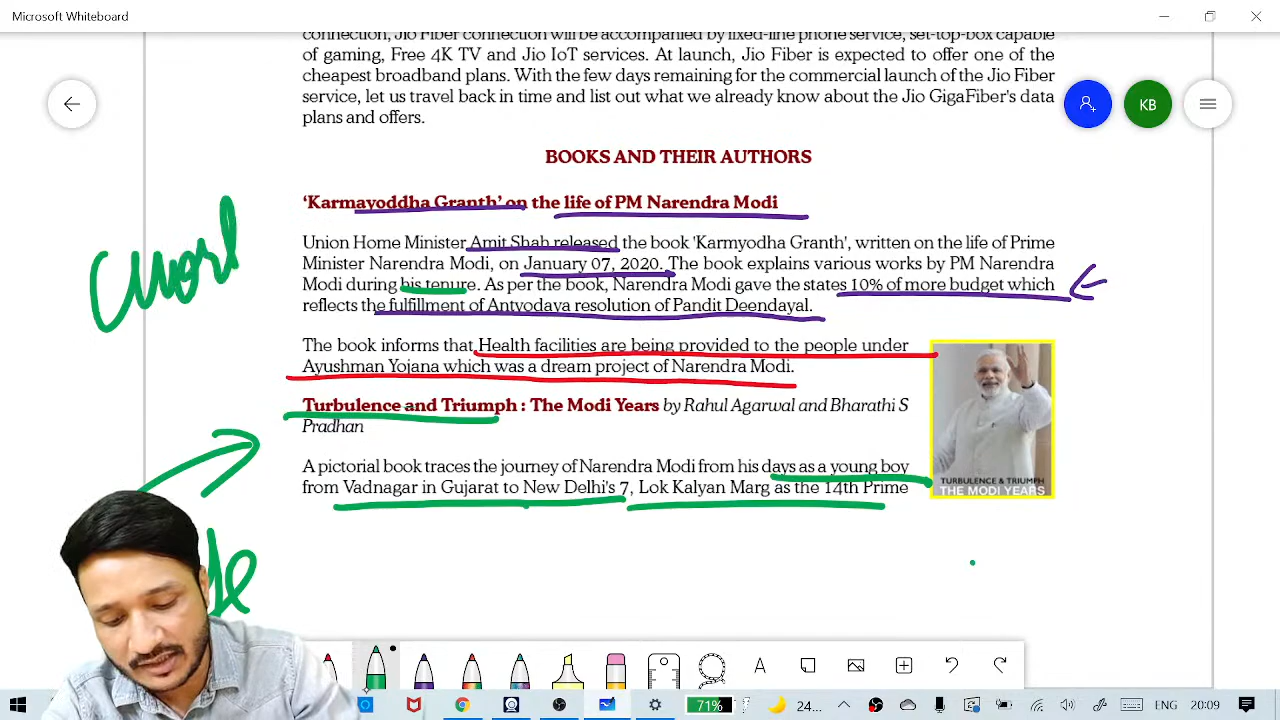 Microsoft Whiteboard
connection, Jio Fiber connection will be accompanied by fixed-line phone service, set-top-box capable
of gaming, Free 4K TV and Jio IoT services. At launch, Jio Fiber is expected to offer one of the
cheapest broadband plans. With the few days remaining for the commercial launch of the Jio Fiber
service, let us travel back in time and list out what we already know about the Jio GigaFiber's data
plans and offers.
KB
BOOKS AND THEIR AUTHORS
‘Karmayoddha Granth’ on the life of PM Narendra Modi
Union Home Minister Amit Shah released the book 'Karmyodha Granth', written on the life of Prime
Minister Narendra Modi, on January 07, 2020. The book explains various works by PM Narendra
Modi during his tenure. As per the book, Narendra Modi gave the states 10% of more budget which
reflects the fulfillment of Antyodaya resolution of Pandit Deendayal.
The book informs that Health facilities are being provided to the people under
Ayushman Yojana which was a dream project of Narendra Modi.
Turbulence and Triumph : The Modi Years by Rahul Agarwal and Bharathi S
Pradhan
A pictorial book traces the journey of Narendra Modi from his days as a young boy
from Vadnagar in Gujarat to New Delhi's 7, Lok Kalyan Marg as the 14th Prime
TURBULENCE & TRIUMPH
THE MODI YEARS
A
71%
24...
ENG
20:09